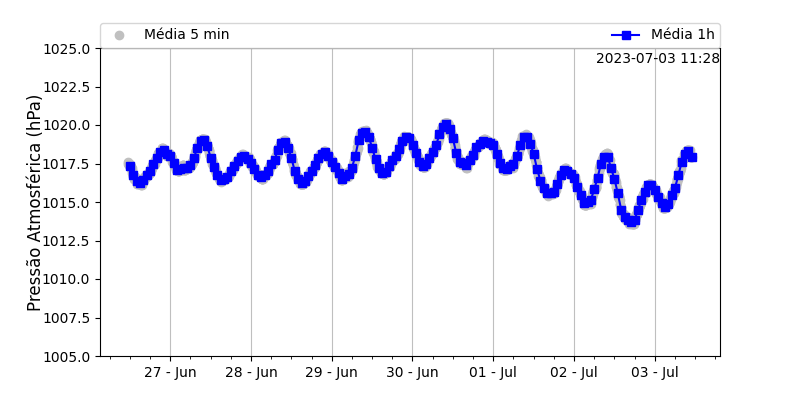 Média 5 min
Média 1h
2023-07-03 11:28
Pressão Atmosférica (hPa)
1025.0
1022.5
1020.0
1017.5
1015.0
1012.5
1010.0
1007.5
1005.0
27 - Jun
28 - Jun
29 - Jun
30 - Jun
01 - Jul
02 - Jul
03 - Jul